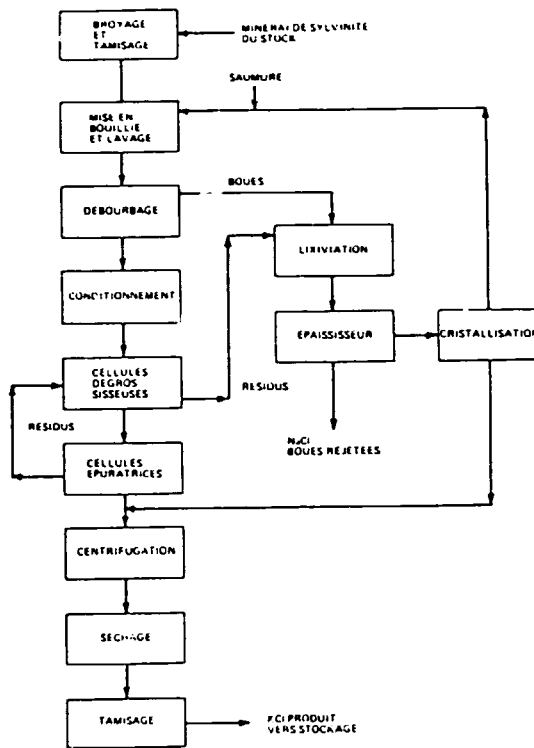 BROYAGE
ET
TAMISAGE
MINERAI DE SYLVINITE
DU STOCK
SAUMURE
MISE EN
BOUILLIE
ET LAVAGE
BOUES
DEBOURBAGE
LIXIVIATION
CONDITIONNEMENT
EPAISSISSEUR
CRISTALLISATION
CELLULES
DEGROS
SISSEUSES
RESIDUS
RESIDUS
NaCl
BOUES REJETEES
CELLULES
EPURATRICES
CENTRIFUGATION
SECHAGE
TAMISAGE
KCl PRODUIT
VERS STOCKAGE